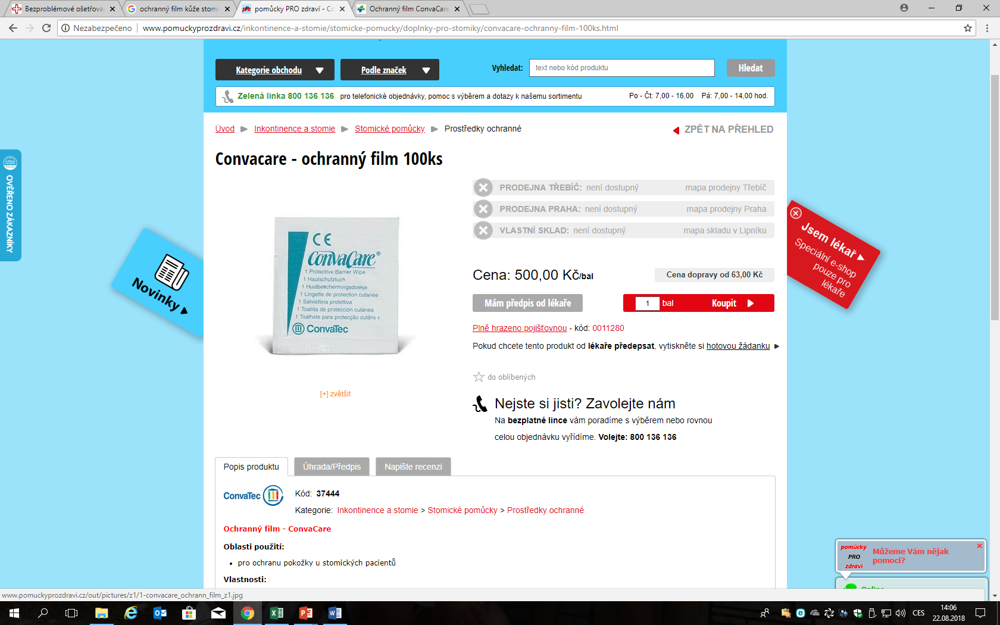 Bezproblémové ošetřová
ochranný film kůže stomi
pomůcky PRO zdraví - Co
Ochranný film ConvaCare
Nezabezpečeno
www.pomuckyprozdravi.cz/inkontinence-a-stomie/stomicke-pomucky/doplnky-pro-stomiky/convacare-ochranny-film-100ks.html
Kategorie obchodu
Podle značek
Vyhledat:
text nebo kód produktu
Hledat
Zelená linka 800 136 136 pro telefonické objednávky, pomoc s výběrem a dotazy k našemu sortimentu
Po - Čt: 7,00 - 16,00 Pá: 7,00 - 14,00 hod.
Úvod Inkontinence a stomie Stomické pomůcky Prostředky ochranné
ZPĚT NA PŘEHLED
Convacare - ochranný film 100ks
OVĚŘENO ZÁKAZNÍKY
Novinky
CE
ConvaCare®
1 Protective Barrier Wipe
1 Hautschutztuch
1 Huidbeschermingsdoekje
1 Lingette de protection cutanée
1 Salviettina protettiva
1 Toallita de protección cutánea
1 Toalhete para protecção cutânea
ConvaTec
[+] zvětšit
PRODEJNA TŘEBÍČ: není dostupný mapa prodejny Třebíč
PRODEJNA PRAHA: není dostupný mapa prodejny Praha
VLASTNÍ SKLAD: není dostupný mapa skladu v Lipníku
Cena: 500,00 Kč/bal
Cena dopravy od 63,00 Kč
Mám předpis od lékaře
1 bal Koupit
Plně hrazeno pojišťovnou - kód: 0011280
Pokud chcete tento produkt od lékaře předepsat, vytiskněte si hotovou žádanku
do oblíbených
Nejste si jisti? Zavolejte nám
Na bezplatné lince vám poradíme s výběrem nebo rovnou
celou objednávku vyřídíme. Volejte: 800 136 136
Jsem lékař
Speciální e-shop
pouze pro
lékaře
Popis produktu
Úhrada/Předpis
Napište recenzi
ConvaTec
Kód: 37444
Kategorie: Inkontinence a stomie > Stomické pomůcky > Prostředky ochranné
Ochranný film - ConvaCare
Oblasti použití:
pro ochranu pokožky u stomických pacientů
Vlastnosti:
pomůcky
PRO
zdraví
Můžeme Vám nějak
pomoci?
Online
www.pomuckyprozdravi.cz/out/pictures/z1/1-convacare_ochrann_film_z1.jpg
CES
14:06
22.08.2018